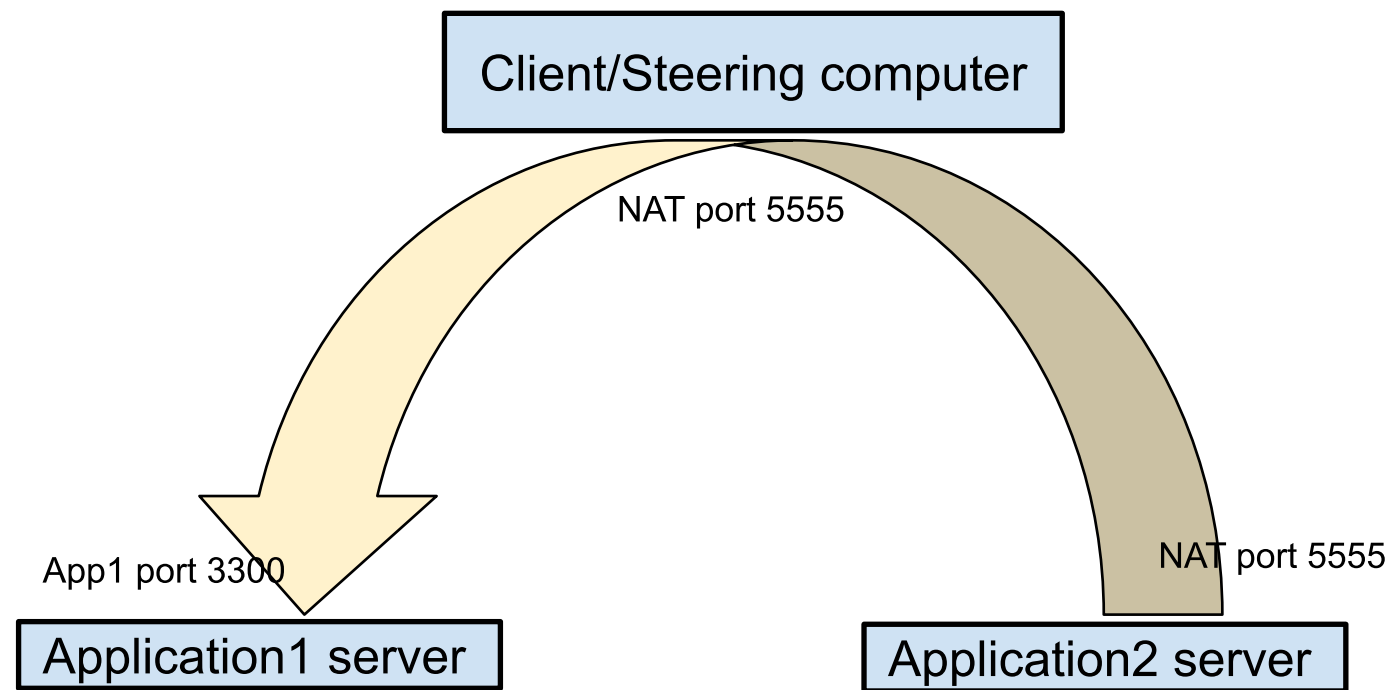 Client/Steering computer
NAT port 5555
App1 port 3300
NAT port 5555
Application1 server
Application2 server